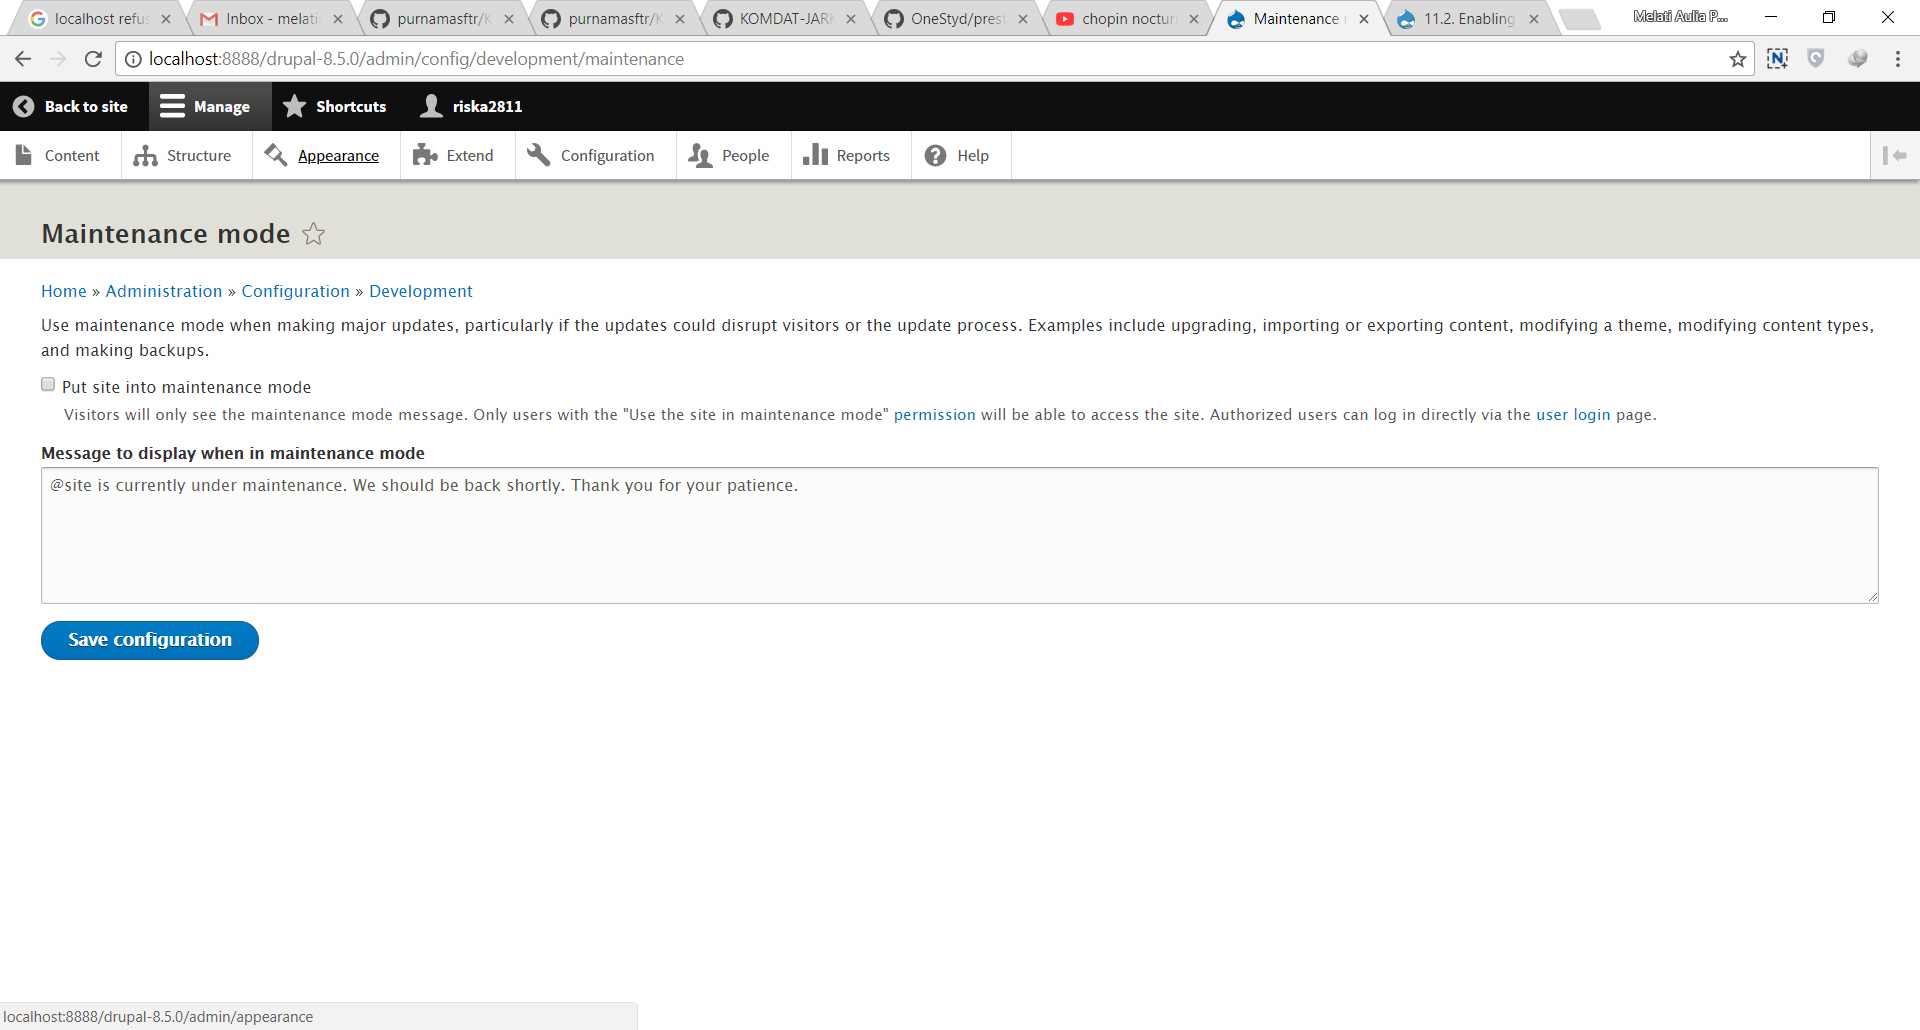 localhost refus
Inbox - melati
purnamasftr/K
purnamasftr/K
KOMDAT-JARK
OneStyd/prest
chopin noctur
Maintenance
11.2. Enabling
Melati Aulia P...
localhost:8888/drupal-8.5.0/admin/config/development/maintenance
Back to site
Manage
Shortcuts
riska2811
Content
Structure
Appearance
Extend
Configuration
People
Reports
Help
Maintenance mode
Home » Administration » Configuration » Development
Use maintenance mode when making major updates, particularly if the updates could disrupt visitors or the update process. Examples include upgrading, importing or exporting content, modifying a theme, modifying content types,
and making backups.
Put site into maintenance mode
Visitors will only see the maintenance mode message. Only users with the "Use the site in maintenance mode" permission will be able to access the site. Authorized users can log in directly via the user login page.
Message to display when in maintenance mode
@site is currently under maintenance. We should be back shortly. Thank you for your patience.
Save configuration
localhost:8888/drupal-8.5.0/admin/appearance